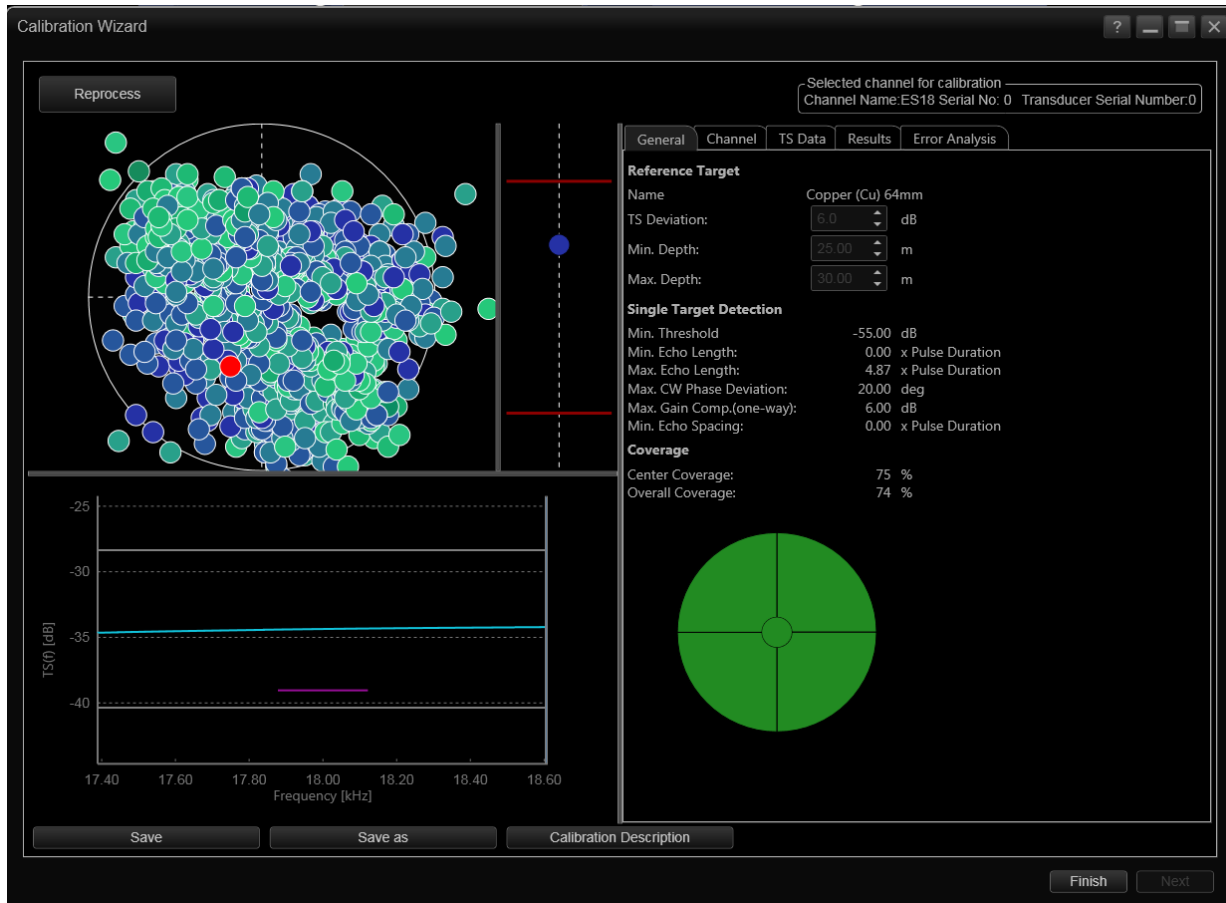 Calibration Wizard
?
Reprocess
Selected channel for calibration
Channel Name:ES18 Serial No: 0 Transducer Serial Number:0
General Channel TS Data Results Error Analysis
Reference Target
Name Copper (Cu) 64mm
TS Deviation: 6.0 dB
Min. Depth: 25.00 m
Max. Depth: 30.00 m
Single Target Detection
Min. Threshold -55.00 dB
Min. Echo Length: 0.00 x Pulse Duration
Max. Echo Length: 4.87 x Pulse Duration
Max. CW Phase Deviation: 20.00 deg
Max. Gain Comp.(one-way): 6.00 dB
Min. Echo Spacing: 0.00 x Pulse Duration
Coverage
Center Coverage: 75 %
Overall Coverage: 74 %
-25
-30
-35
-40
TS(f) [dB]
17.40 17.60 17.80 18.00 18.20 18.40 18.60
Frequency [kHz]
Save Save as Calibration Description
Finish Next